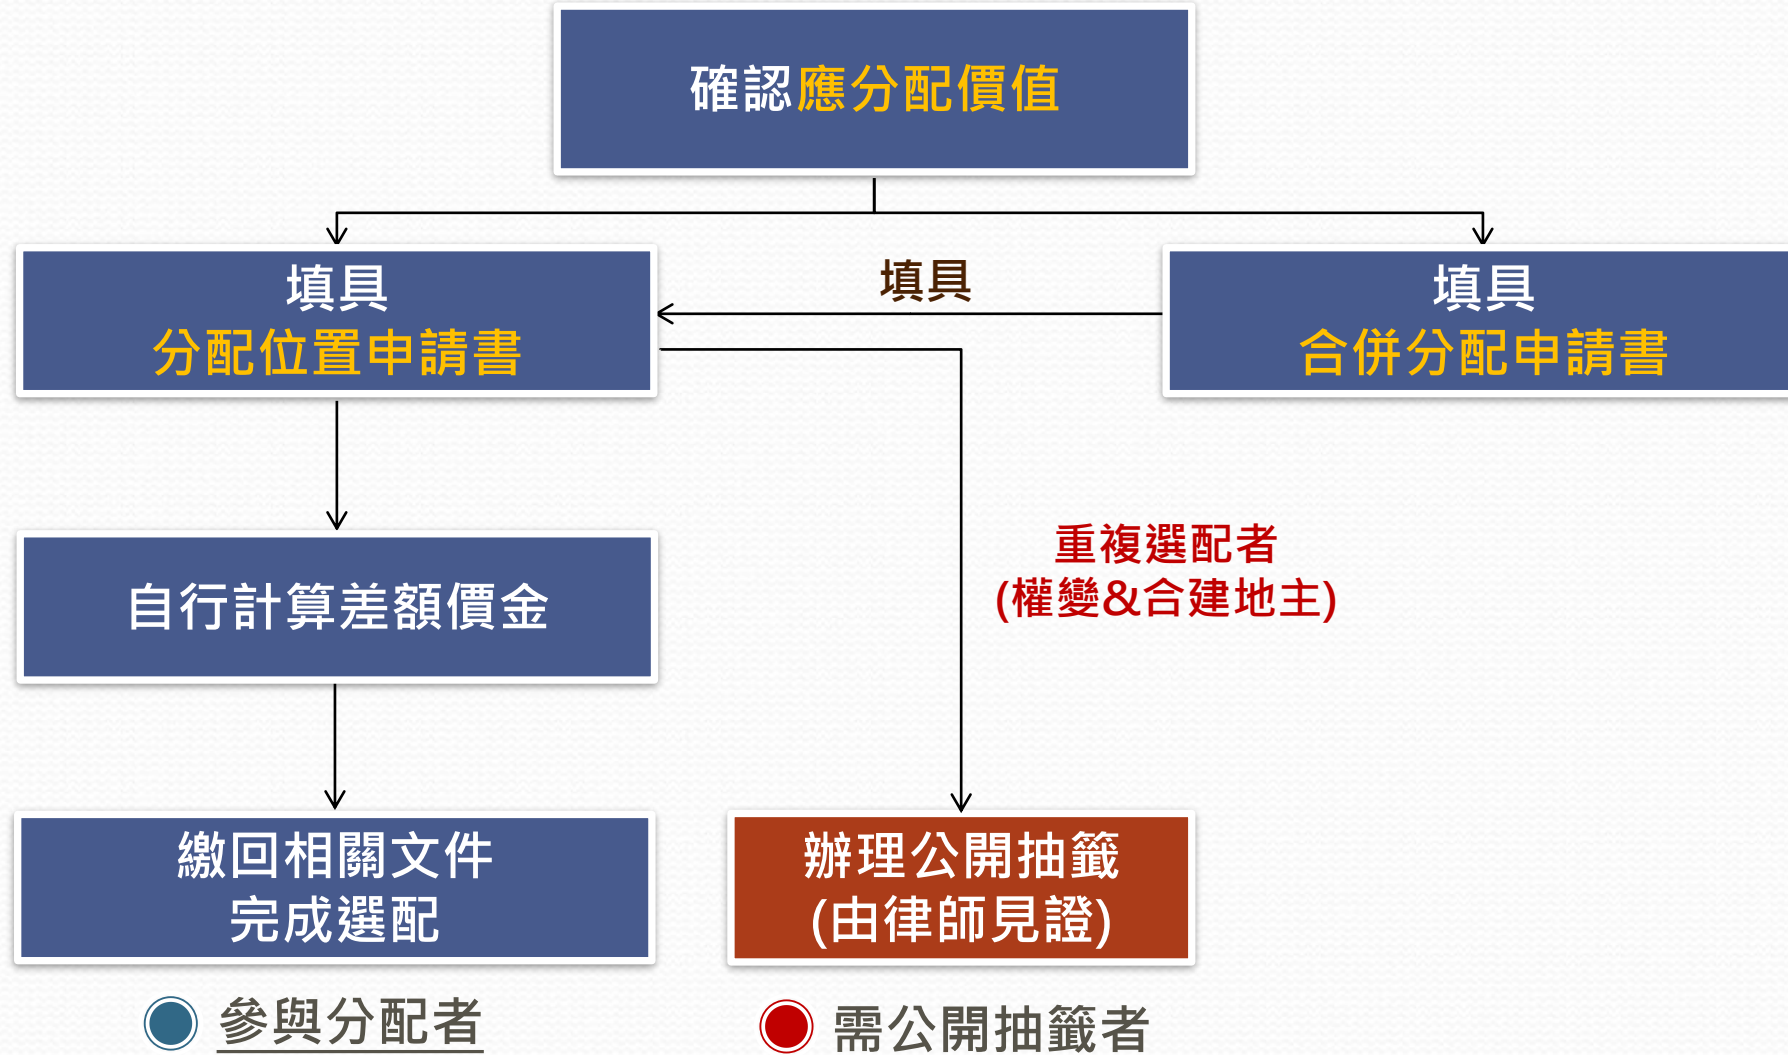 確認應分配價值
填具
分配位置申請書
填具
填具
合併分配申請書
自行計算差額價金
重複選配者
(權變&合建地主)
繳回相關文件
完成選配
辦理公開抽籤
(由律師見證)
參與分配者
需公開抽籤者